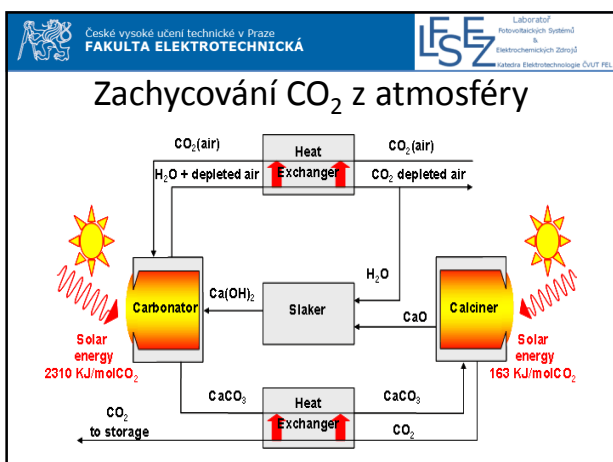 České vysoké učení technické v Praze
FAKULTA ELEKTROTECHNICKÁ
LFSEZ
Laboratoř
Fotovoltaických Systémů
&
Elektrochemických Zdrojů
Katedra Elektrotechnologie ČVUT FEL
Zachycování CO₂ z atmosféry
CO₂(air)
Heat
Exchanger
CO₂(air)
H₂O + depleted air
CO₂ depleted air
H₂O
Ca(OH)₂
Carbonator
Slaker
CaO
Calciner
Solar
energy
2310 KJ/molCO₂
Solar
energy
163 KJ/molCO₂
CaCO₃
Heat
Exchanger
CaCO₃
CO₂
to storage
CO₂